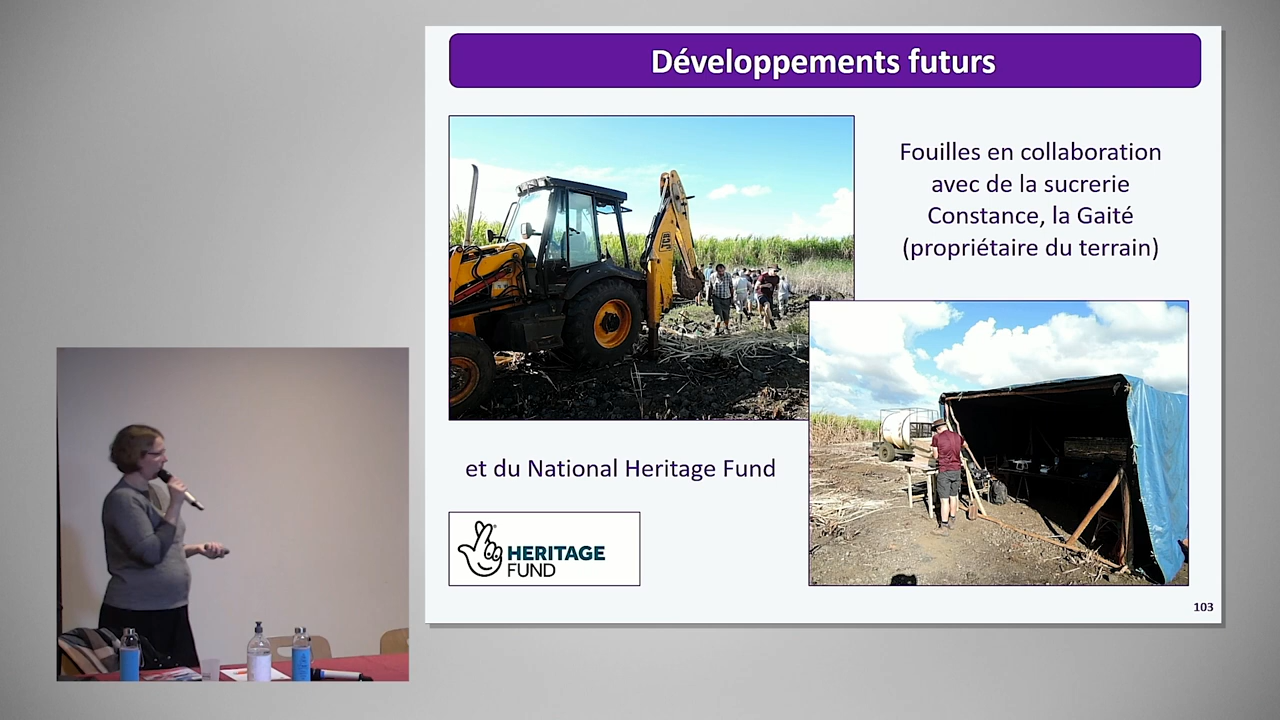 Développements futurs
Fouilles en collaboration
avec de la sucrerie
Constance, la Gaité
(propriétaire du terrain)
JCB
et du National Heritage Fund
HERITAGE
FUND
103